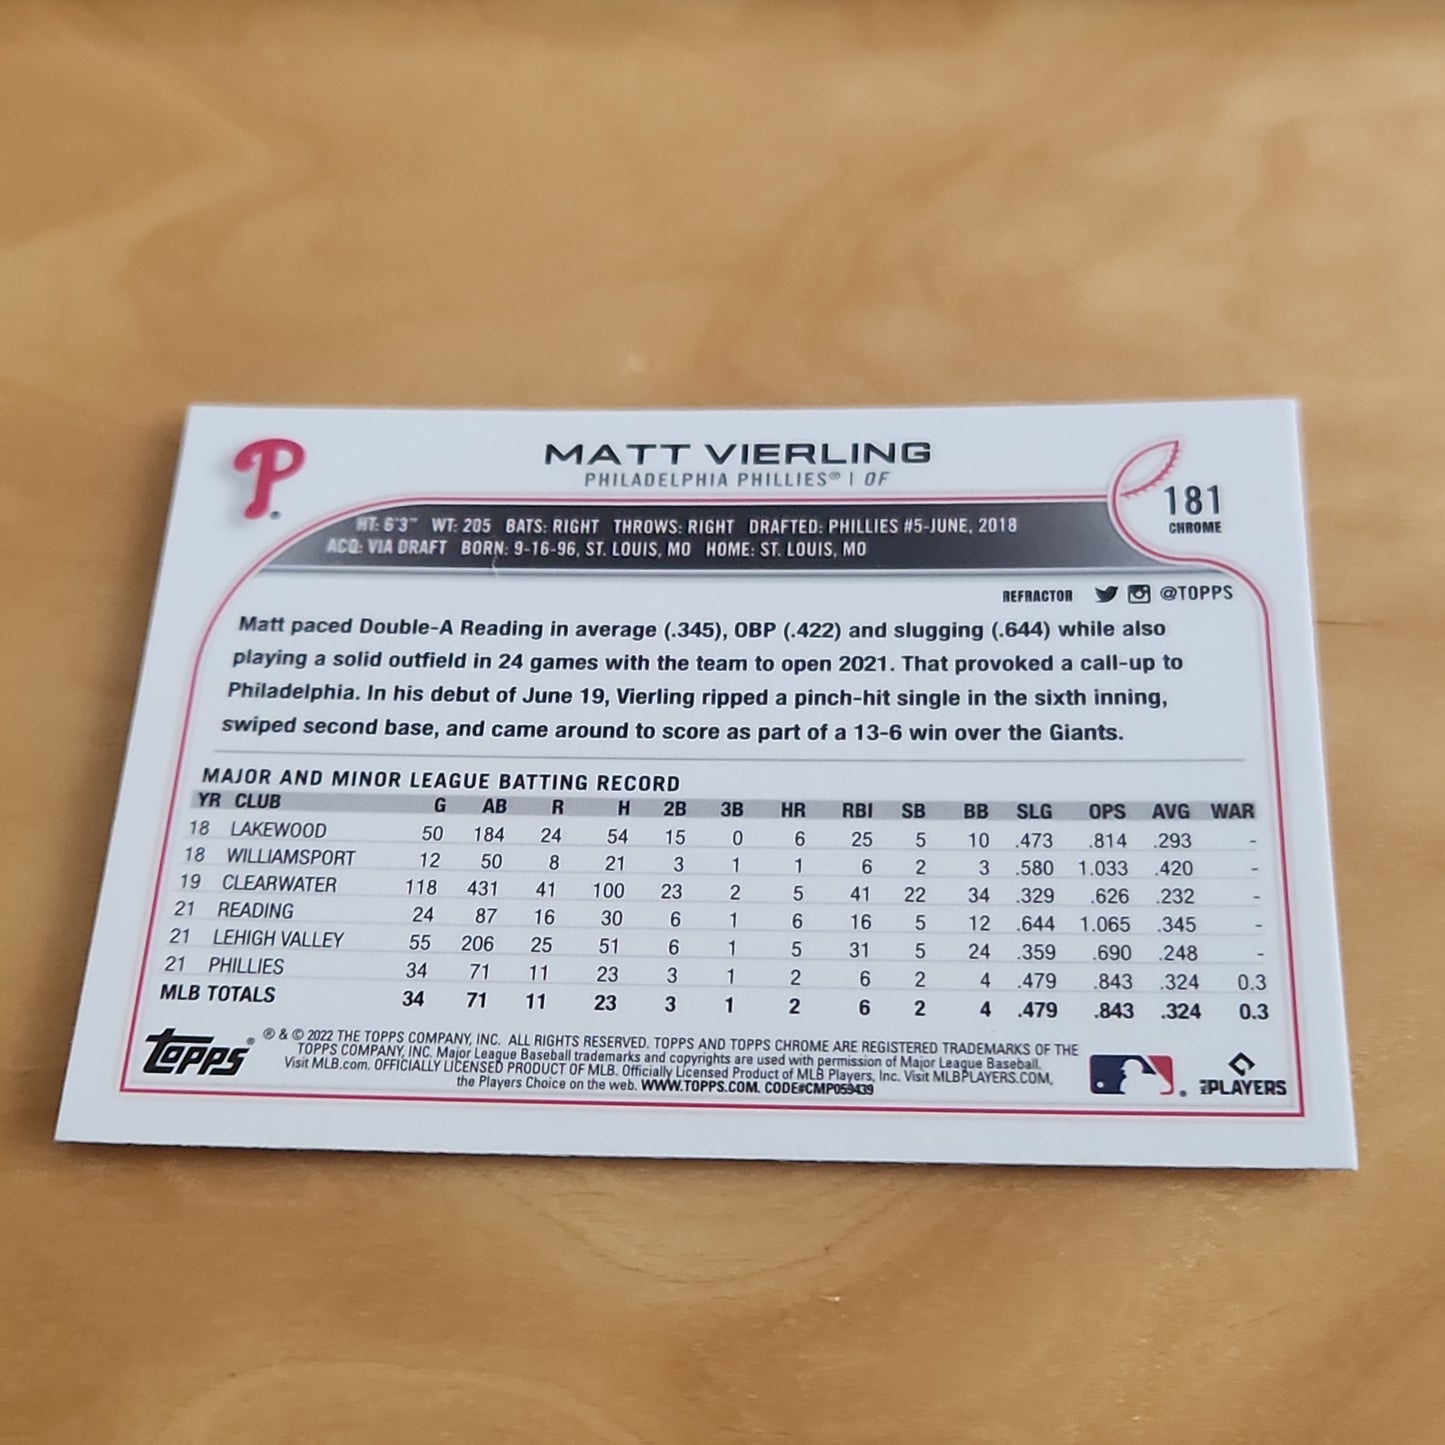 P®
MATT VIERLING
PHILADELPHIA PHILLIES® | OF
181
CHROME
HT: 6'3" WT: 205 BATS: RIGHT THROWS: RIGHT DRAFTED: PHILLIES #5-JUNE, 2018
ACQ: VIA DRAFT BORN: 9-16-96, ST. LOUIS, MO HOME: ST. LOUIS, MO
REFRACTOR @TOPPS
Matt paced Double-A Reading in average (.345), OBP (.422) and slugging (.644) while also
playing a solid outfield in 24 games with the team to open 2021. That provoked a call-up to
Philadelphia. In his debut of June 19, Vierling ripped a pinch-hit single in the sixth inning,
swiped second base, and came around to score as part of a 13-6 win over the Giants.
MAJOR AND MINOR LEAGUE BATTING RECORD
YR CLUB G AB R H 2B 3B HR RBI SB BB SLG OPS AVG WAR
18 LAKEWOOD 50 184 24 54 15 0 6 25 5 10 .473 .814 .293 -
18 WILLIAMSPORT 12 50 8 21 3 1 1 6 2 3 .580 1.033 .420 -
19 CLEARWATER 118 431 41 100 23 2 5 41 22 34 .329 .626 .232 -
21 READING 24 87 16 30 6 1 6 16 5 12 .644 1.065 .345 -
21 LEHIGH VALLEY 55 206 25 51 6 1 5 31 5 24 .359 .690 .248 -
21 PHILLIES 34 71 11 23 3 1 2 6 2 4 .479 .843 .324 0.3
MLB TOTALS 34 71 11 23 3 1 2 6 2 4 .479 .843 .324 0.3
Topps®
® & © 2022 THE TOPPS COMPANY, INC. ALL RIGHTS RESERVED. TOPPS AND TOPPS CHROME ARE REGISTERED TRADEMARKS OF THE
TOPPS COMPANY, INC. Major League Baseball trademarks and copyrights are used with permission of Major League Baseball.
Visit MLB.com. OFFICIALLY LICENSED PRODUCT OF MLB. Officially Licensed Product of MLB Players, Inc. Visit MLBPLAYERS.COM,
the Players Choice on the web. WWW.TOPPS.COM. CODE#CMP059439
PLAYERS